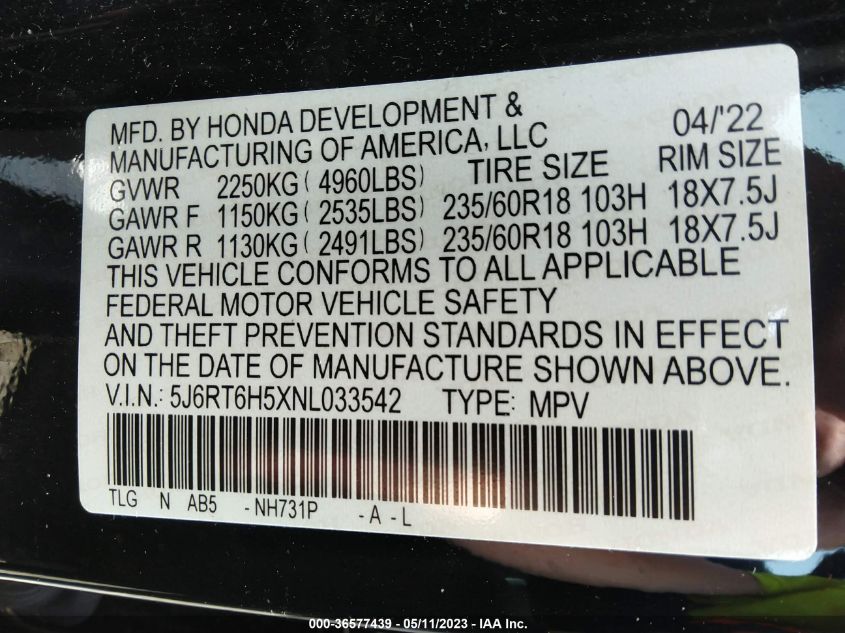 MFD. BY HONDA DEVELOPMENT & 04/'22
MANUFACTURING OF AMERICA, LLC
GVWR 2250KG ( 4960LBS) TIRE SIZE RIM SIZE
GAWR F 1150KG ( 2535LBS) 235/60R18 103H 18X7.5J
GAWR R 1130KG ( 2491LBS) 235/60R18 103H 18X7.5J
THIS VEHICLE CONFORMS TO ALL APPLICABLE
FEDERAL MOTOR VEHICLE SAFETY
AND THEFT PREVENTION STANDARDS IN EFFECT
ON THE DATE OF MANUFACTURE SHOWN ABOVE.
V.I.N.: 5J6RT6H5XNL033542 TYPE: MPV
TLG N AB5 -NH731P -A -L
000-36577439 - 05/11/2023 - IAA Inc.